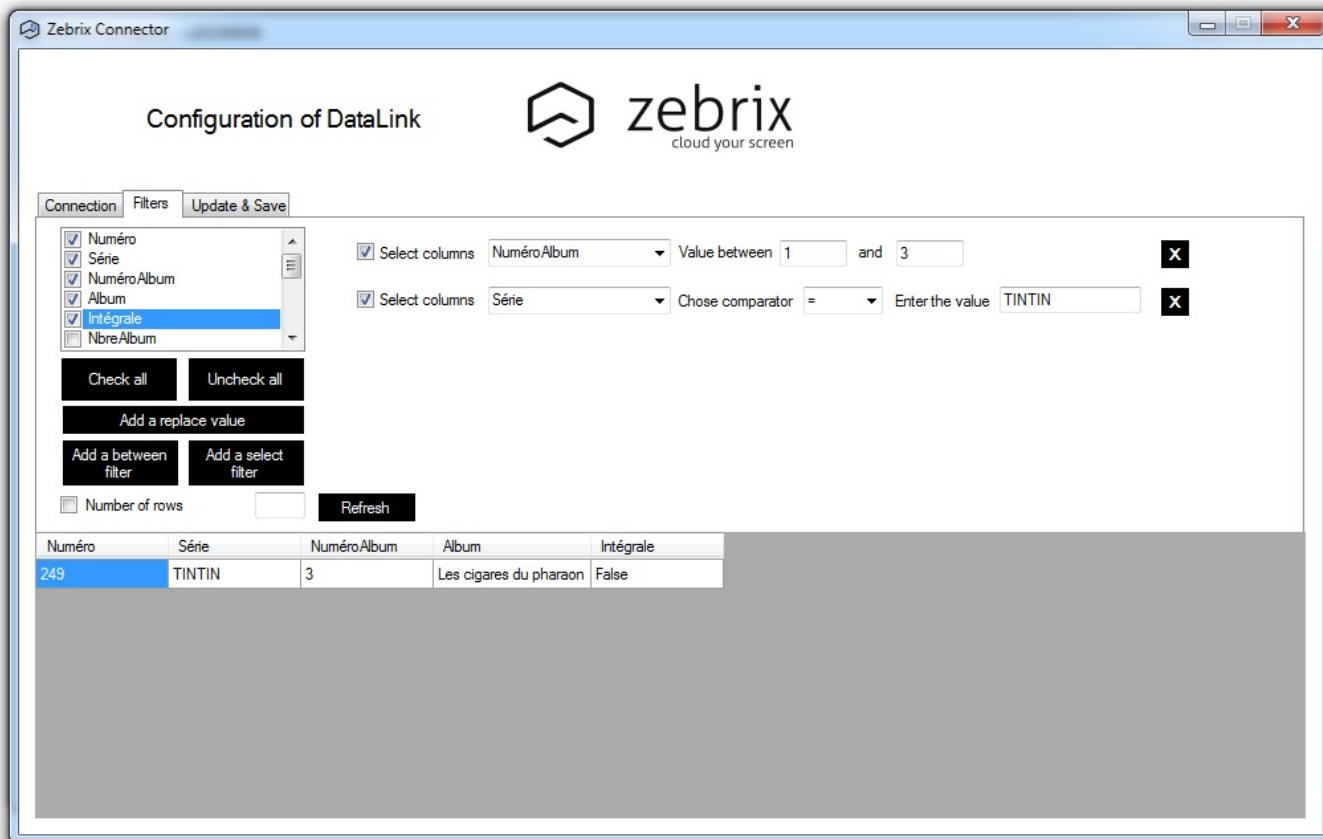 Zebrix Connector
Configuration of DataLink
zebrix
cloud your screen
Connection Filters Update & Save
Numéro
Série
NuméroAlbum
Album
Intégrale
NbreAlbum
Select columns NuméroAlbum Value between 1 and 3 X
Select columns Série Chose comparator = Enter the value TINTIN X
Check all Uncheck all
Add a replace value
Add a between filter Add a select filter
Number of rows Refresh
Numéro Série NuméroAlbum Album Intégrale
249 TINTIN 3 Les cigares du pharaon False